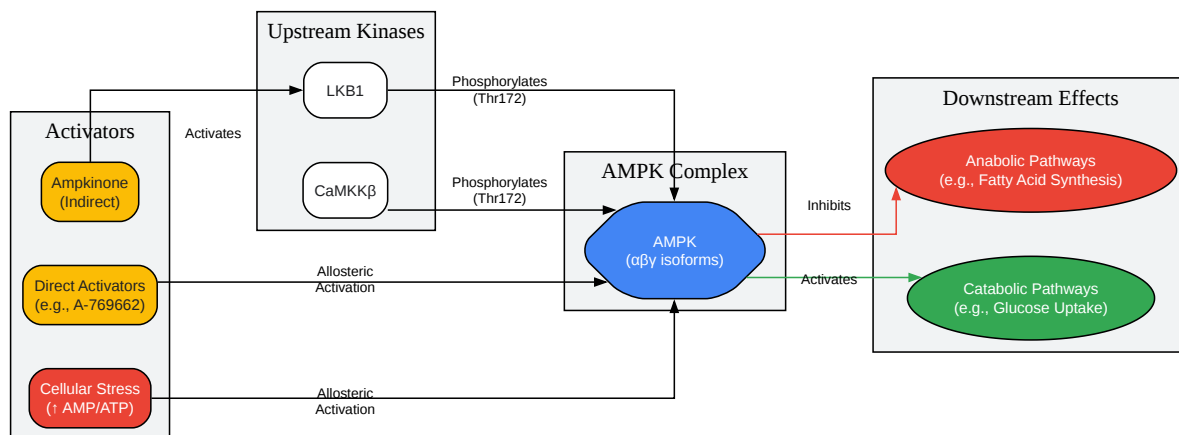 Upstream Kinases
LKB1
CaMKKβ
Activators
Ampkinone
(Indirect)
Direct Activators
(e.g., A-769662)
Cellular Stress
(↑ AMP/ATP)
Activates
Phosphorylates
(Thr172)
Phosphorylates
(Thr172)
Allosteric
Activation
Allosteric
Activation
AMPK Complex
AMPK
(αβγ isoforms)
Inhibits
Activates
Downstream Effects
Anabolic Pathways
(e.g., Fatty Acid Synthesis)
Catabolic Pathways
(e.g., Glucose Uptake)